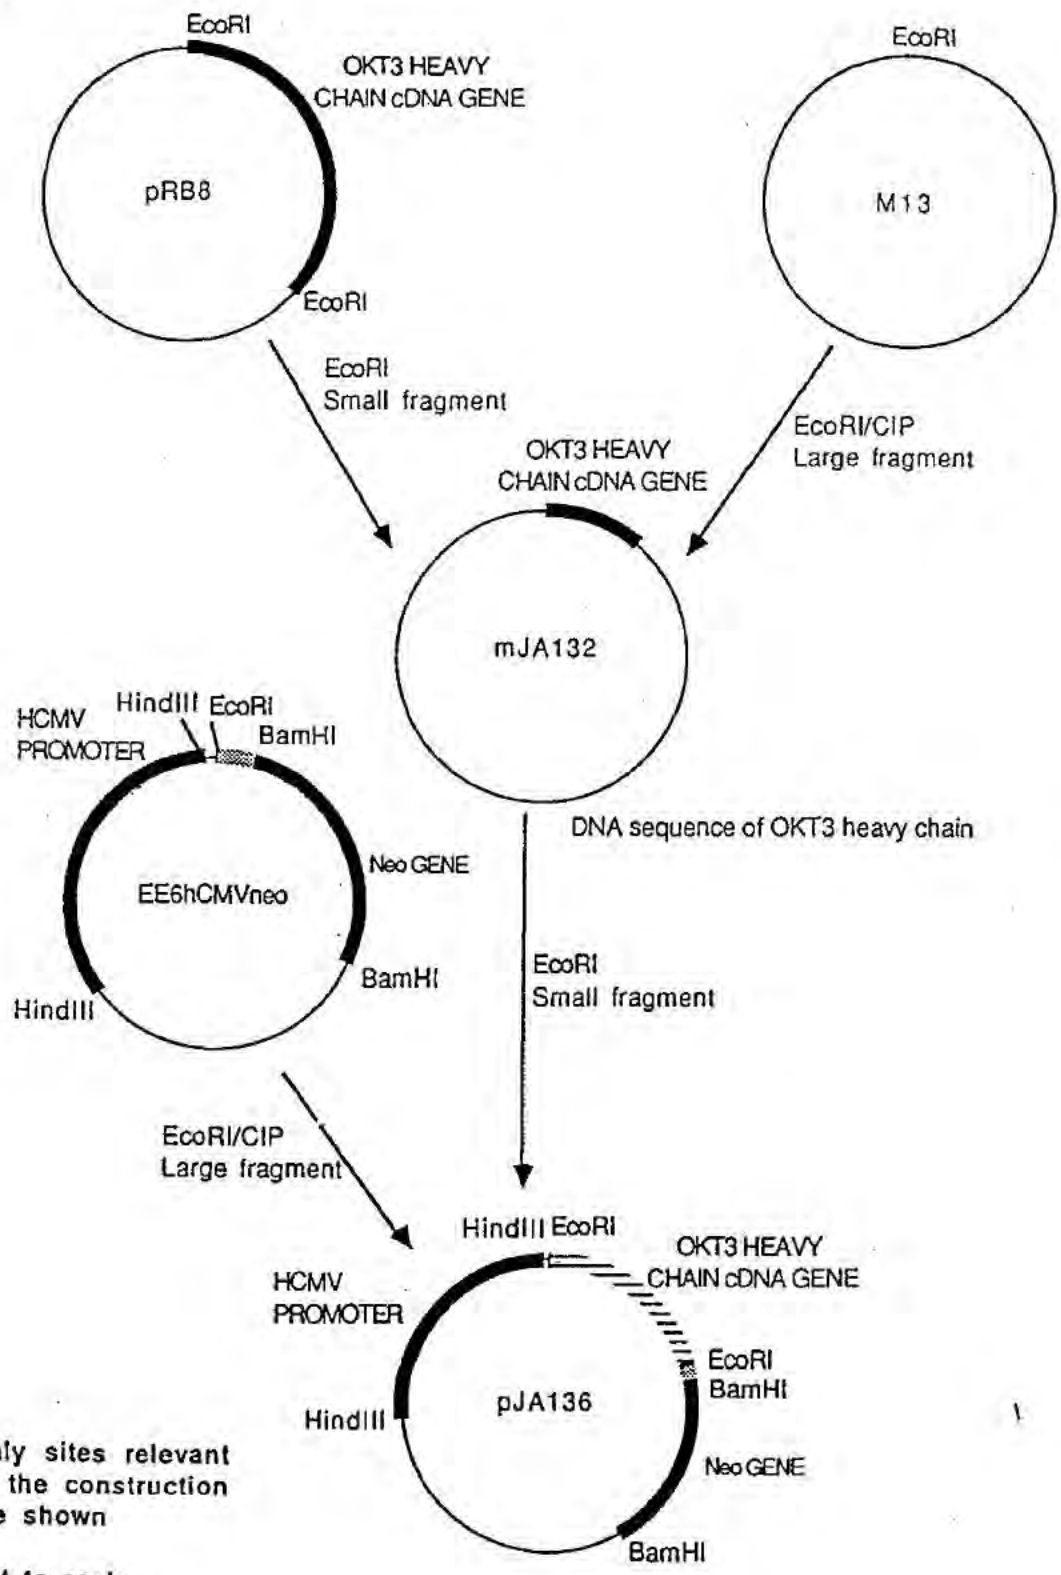 EcoRI
OKT3 HEAVY
CHAIN cDNA GENE
pRB8
EcoRI
EcoRI
M13
EcoRI
Small fragment
EcoRI/CIP
Large fragment
OKT3 HEAVY
CHAIN cDNA GENE
mJA132
HCMV
PROMOTER
HindIII EcoRI
BamHI
Neo GENE
EE6hCMVneo
BamHI
HindIII
DNA sequence of OKT3 heavy chain
EcoRI
Small fragment
EcoRI/CIP
Large fragment
HindIII EcoRI
OKT3 HEAVY
CHAIN cDNA GENE
HCMV
PROMOTER
EcoRI
BamHI
pJA136
HindIII
Neo GENE
BamHI
sites relevant
the construction
shown